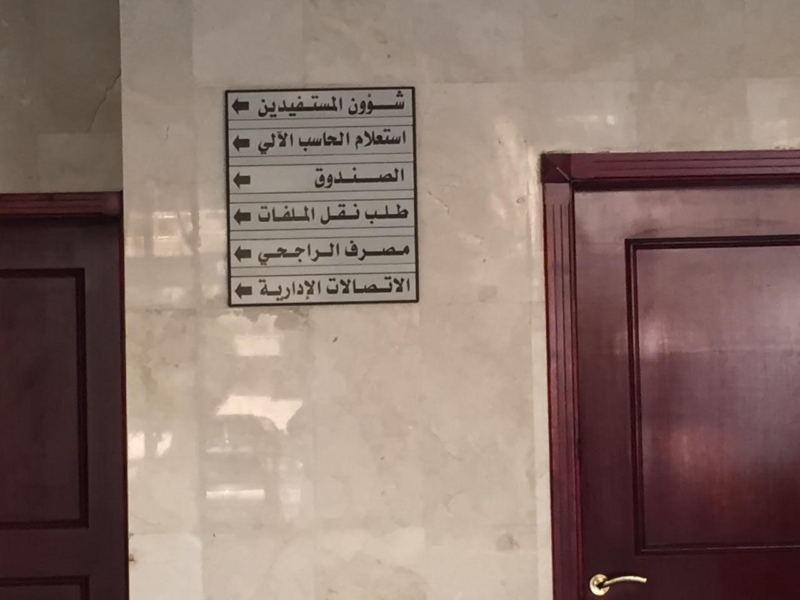 شؤون المستفيدين
استعلام الحاسب الآلي
الصندوق
طلب نقل الملفات
مصرف الراجحي
الاتصالات الإدارية